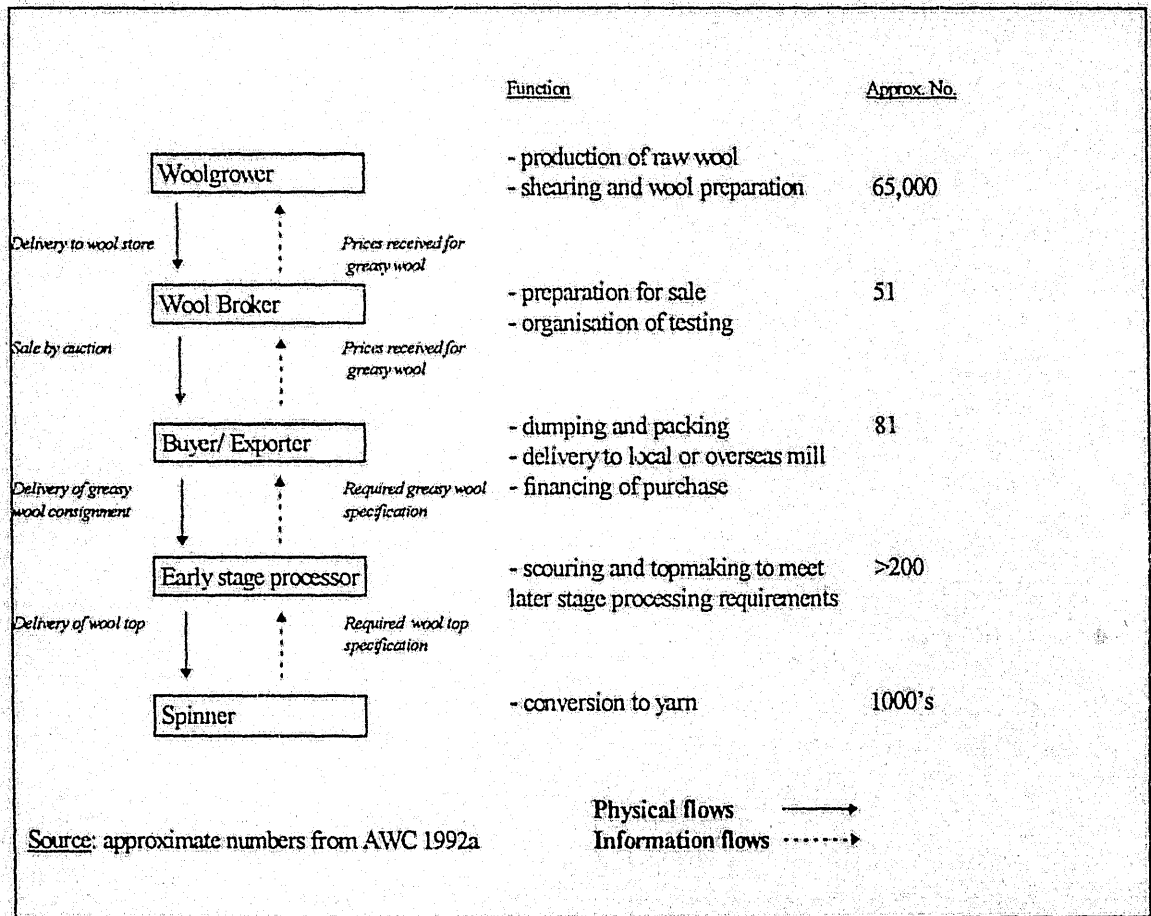 Function Approx. No.
Woolgrower - production of raw wool
- shearing and wool preparation 65,000
Delivery to wool store Prices received for
greasy wool
Wool Broker - preparation for sale 51
- organisation of testing
Sale by auction Prices received for
greasy wool
Buyer/ Exporter - dumping and packing 81
- delivery to local or overseas mill
Delivery of greasy Required greasy wool - financing of purchase
wool consignment specification
Early stage processor - scouring and topmaking to meet >200
later stage processing requirements
Delivery of wool top Required wool top
specification
Spinner - conversion to yarn 1000's
Physical flows
Source: approximate numbers from AWC 1992a Information flows